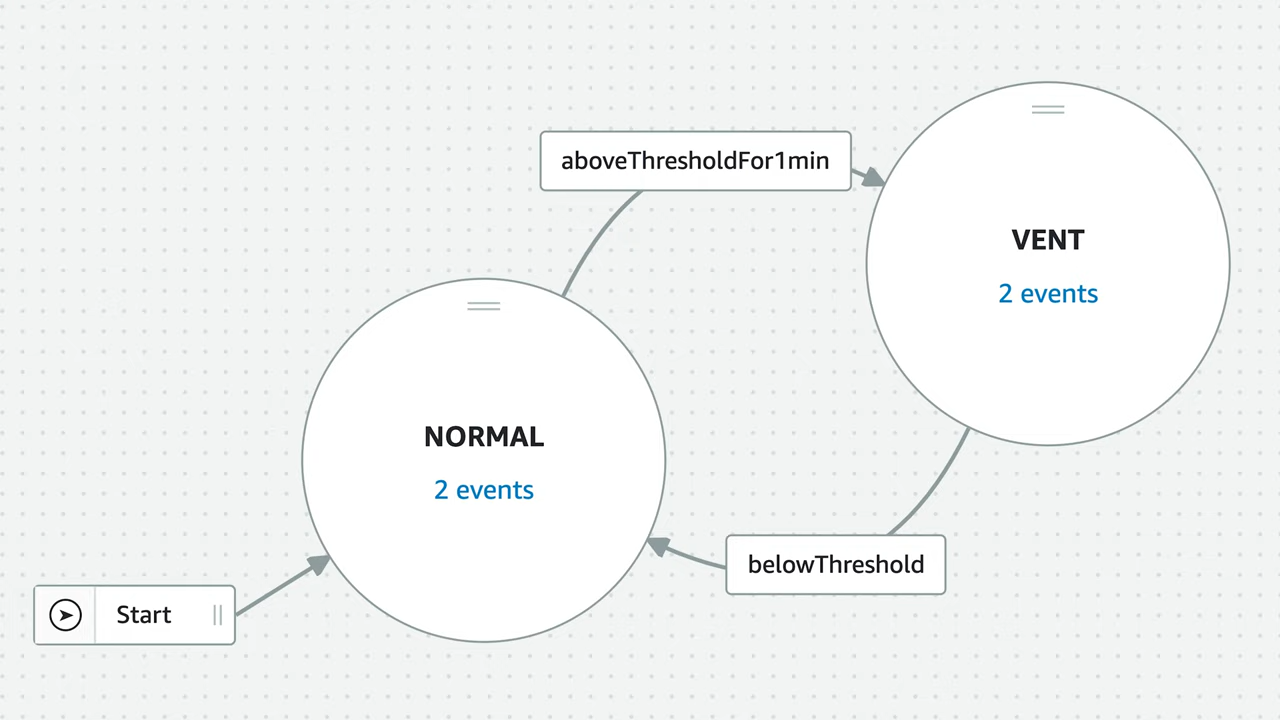 aboveThresholdFor1min
VENT
2 events
NORMAL
2 events
belowThreshold
Start